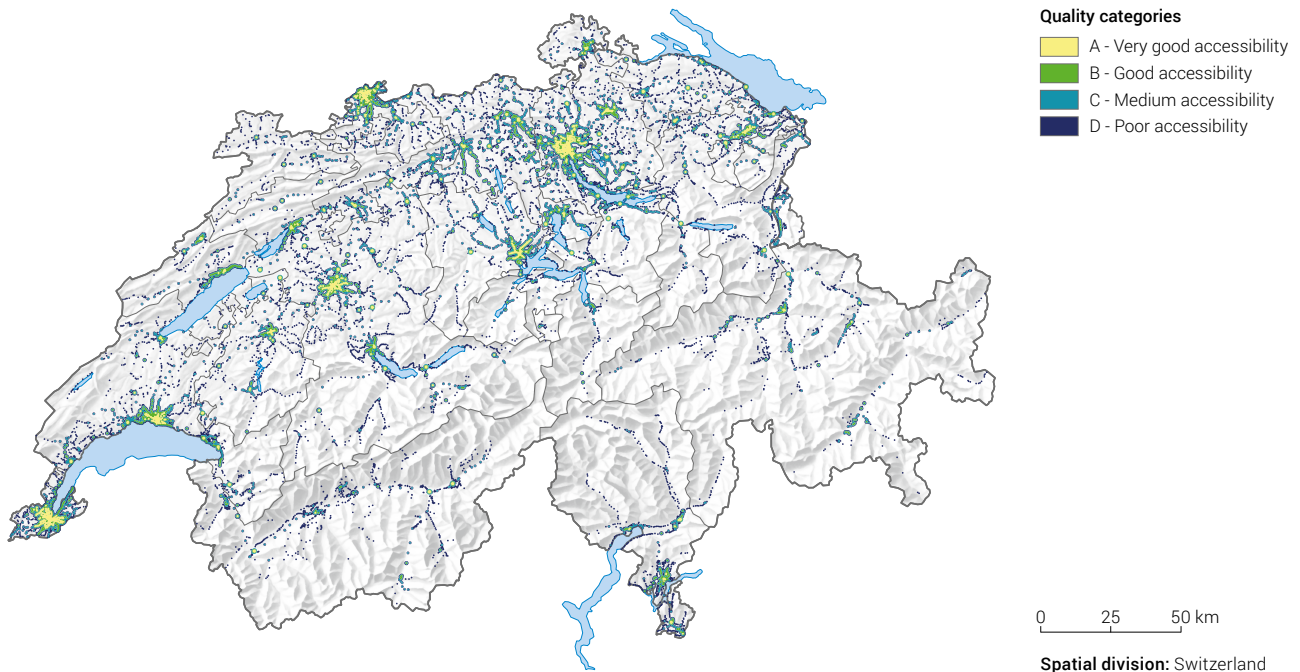 Quality categories
A - Very good accessibility
B - Good accessibility
C - Medium accessibility
D - Poor accessibility
0 25 50 km
Spatial division: Switzerland